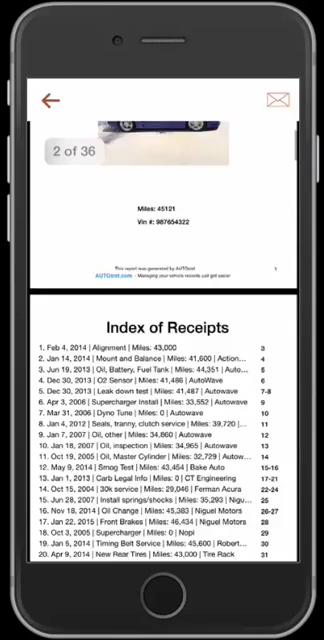 2 of 36
Miles: 45121
Vin #: 987654322
This report was generated by AUTOsist
1
AUTOsist.com - Managing your vehicle records just got easier
Index of Receipts
1. Feb 4, 2014 | Alignment | Miles: 43,000 3
2. Jan 14, 2014 | Mount and Balance | Miles: 41,600 | Action... 4
3. Jun 19, 2013 | Oil, Battery, Fuel Tank | Miles: 44,351 | Auto... 5
4. Dec 30, 2013 | O2 Sensor | Miles: 41,486 | AutoWave 6
5. Dec 30, 2013 | Leak down test | Miles: 41,487 | Autowave 7-8
6. Apr 3, 2006 | Supercharger Install | Miles: 33,552 | Autowave 9
7. Mar 31, 2006 | Dyno Tune | Miles: 0 | Autowave 10
8. Jan 4, 2012 | Seals, tranny, clutch service | Miles: 39,720 |... 11
9. Jan 7, 2007 | Oil, other | Miles: 34,860 | Autowave 12
10. Jan 18, 2007 | Oil, inspection | Miles: 34,965 | Autowave 13
11. Oct 19, 2005 | Oil, Master Cylinder | Miles: 32,729 | Autow... 14
12. May 9, 2014 | Smog Test | Miles: 43,454 | Bake Auto 15-16
13. Jan 1, 2013 | Carb Legal Info | Miles: 0 | CT Engineering 17-21
14. Oct 15, 2004 | 30k service | Miles: 29,046 | Ferman Acura 22-24
15. Jun 28, 2007 | Install springs/shocks | Miles: 35,293 | Nigu... 25
16. Nov 18, 2014 | Oil Change | Miles: 45,383 | Niguel Motors 26-27
17. Jan 22, 2015 | Front Brakes | Miles: 46,434 | Niguel Motors 28
18. Oct 3, 2005 | Supercharger | Miles: 0 | Nopi 29
19. Jan 5, 2014 | Timing Belt Service | Miles: 45,600 | Robert... 30
20. Apr 9, 2014 | New Rear Tires | Miles: 43,000 | Tire Rack 31